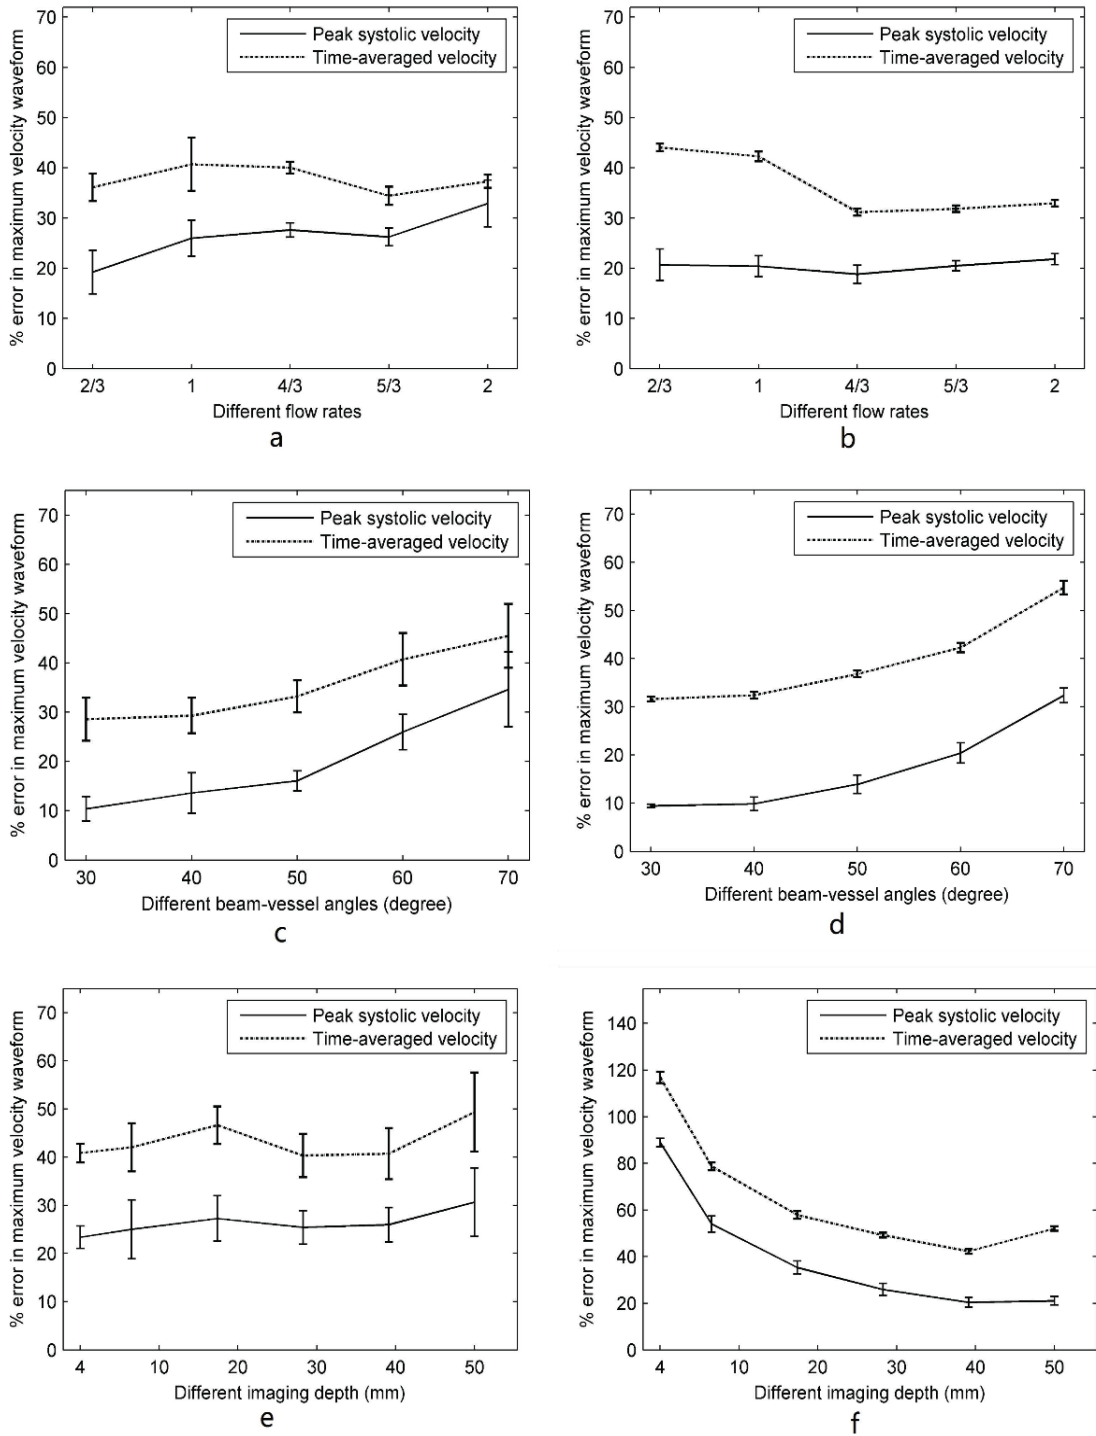 % error in maximum velocity waveform
70
60
50
40
30
20
10
0
Peak systolic velocity
Time-averaged velocity
2/3 1 4/3 5/3 2
Different flow rates
a
% error in maximum velocity waveform
70
60
50
40
30
20
10
0
Peak systolic velocity
Time-averaged velocity
2/3 1 4/3 5/3 2
Different flow rates
b
% error in maximum velocity waveform
70
60
50
40
30
20
10
0
Peak systolic velocity
Time-averaged velocity
30 40 50 60 70
Different beam-vessel angles (degree)
c
% error in maximum velocity waveform
70
60
50
40
30
20
10
0
Peak systolic velocity
Time-averaged velocity
30 40 50 60 70
Different beam-vessel angles (degree)
d
% error in maximum velocity waveform
70
60
50
40
30
20
10
0
Peak systolic velocity
Time-averaged velocity
4 10 20 30 40 50
Different imaging depth (mm)
e
% error in maximum velocity waveform
140
120
100
80
60
40
20
0
Peak systolic velocity
Time-averaged velocity
4 10 20 30 40 50
Different imaging depth (mm)
f